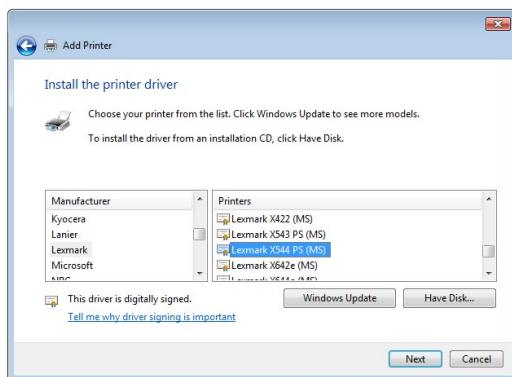 Add Printer
Install the printer driver
Choose your printer from the list. Click Windows Update to see more models.
To install the driver from an installation CD, click Have Disk.
Manufacturer
Kyocera
Lanier
Lexmark
Microsoft
Printers
Lexmark X422 (MS)
Lexmark X543 PS (MS)
Lexmark X544 PS (MS)
Lexmark X642e (MS)
This driver is digitally signed.
Tell me why driver signing is important
Windows Update
Have Disk...
Next
Cancel